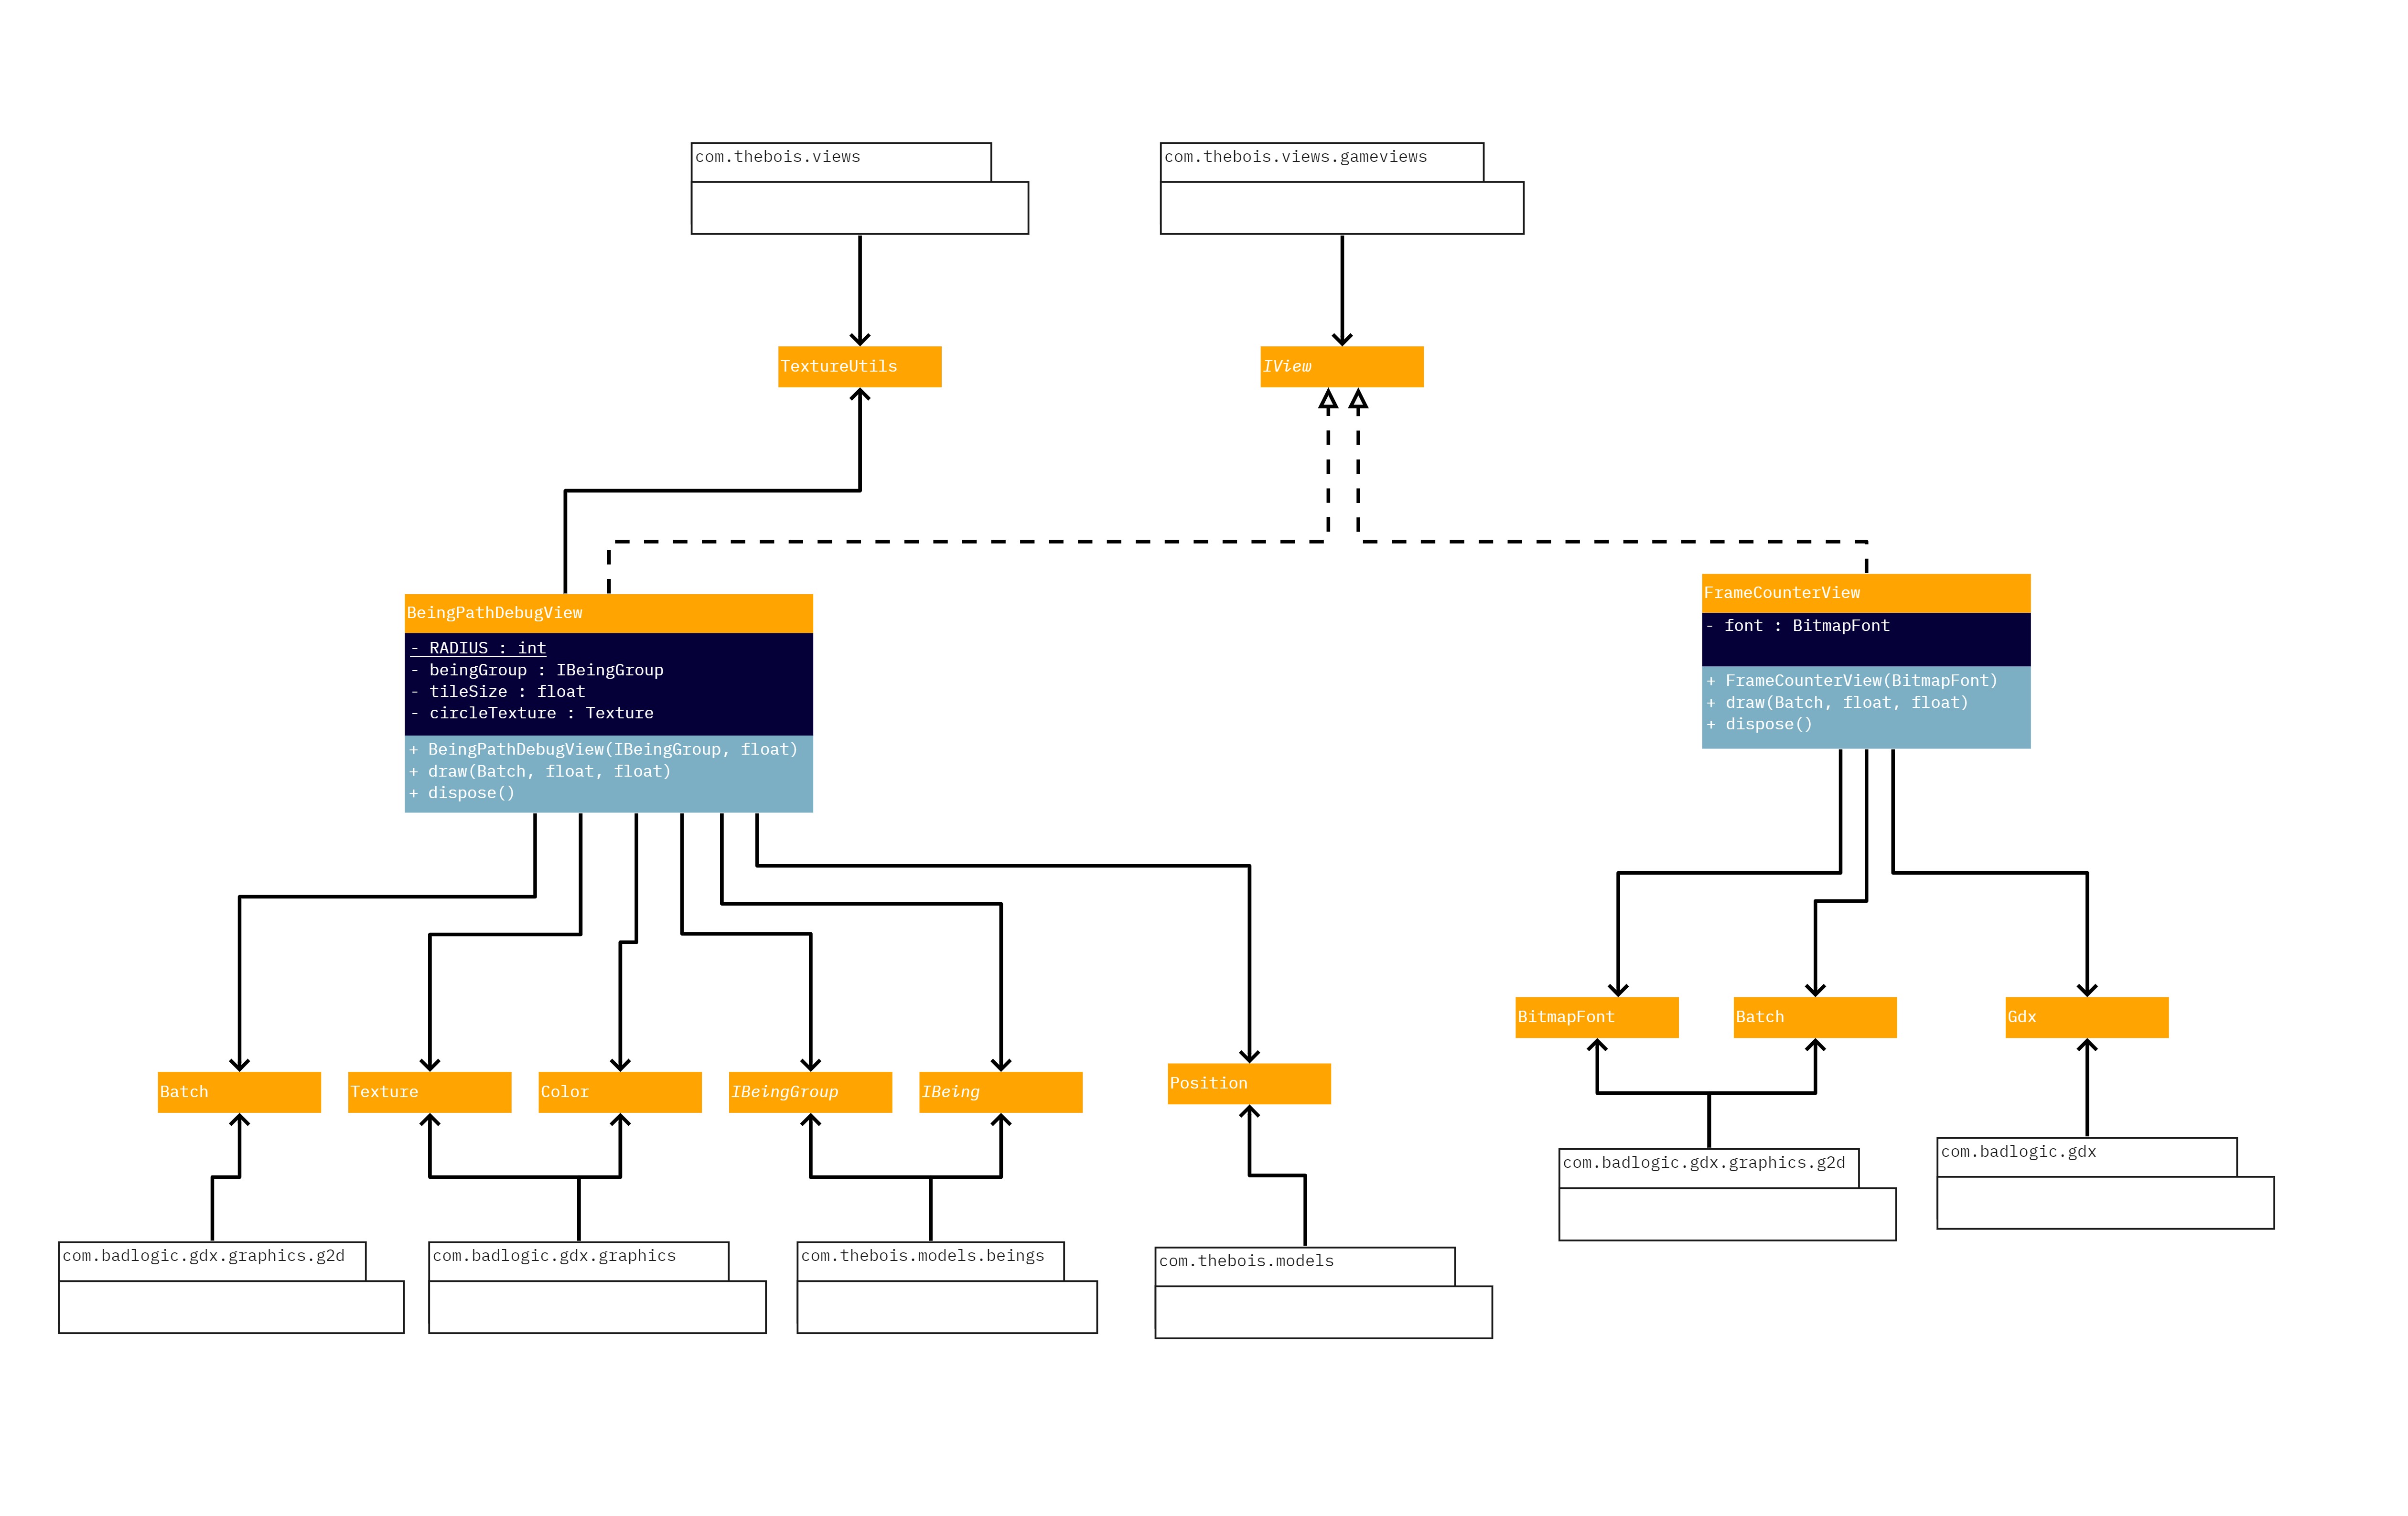 com.thebois.views
com.thebois.views.gameviews
TextureUtils
IView
BeingPathDebugView
- RADIUS : int
- beingGroup : IBeingGroup
- tileSize : float
- circleTexture : Texture
+ BeingPathDebugView(IBeingGroup, float)
+ draw(Batch, float, float)
+ dispose()
FrameCounterView
- font : BitmapFont
+ FrameCounterView(BitmapFont)
+ draw(Batch, float, float)
+ dispose()
Batch
Texture
Color
IBeingGroup
IBeing
Position
BitmapFont
Batch
Gdx
com.badlogic.gdx.graphics.g2d
com.badlogic.gdx.graphics
com.thebois.models.beings
com.thebois.models
com.badlogic.gdx.graphics.g2d
com.badlogic.gdx